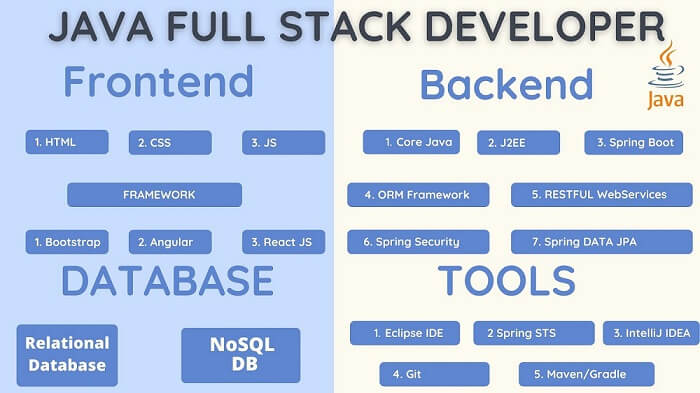 JAVA FULL STACK DEVELOPER
Java
Frontend
1. HTML
2. CSS
3. JS
FRAMEWORK
1. Bootstrap
2. Angular
3. React JS
Backend
1. Core Java
2. J2EE
3. Spring Boot
4. ORM Framework
5. RESTFUL WebServices
6. Spring Security
7. Spring DATA JPA
DATABASE
Relational
Database
NoSQL
DB
TOOLS
1. Eclipse IDE
2 Spring STS
3. IntelliJ IDEA
4. Git
5. Maven/Gradle